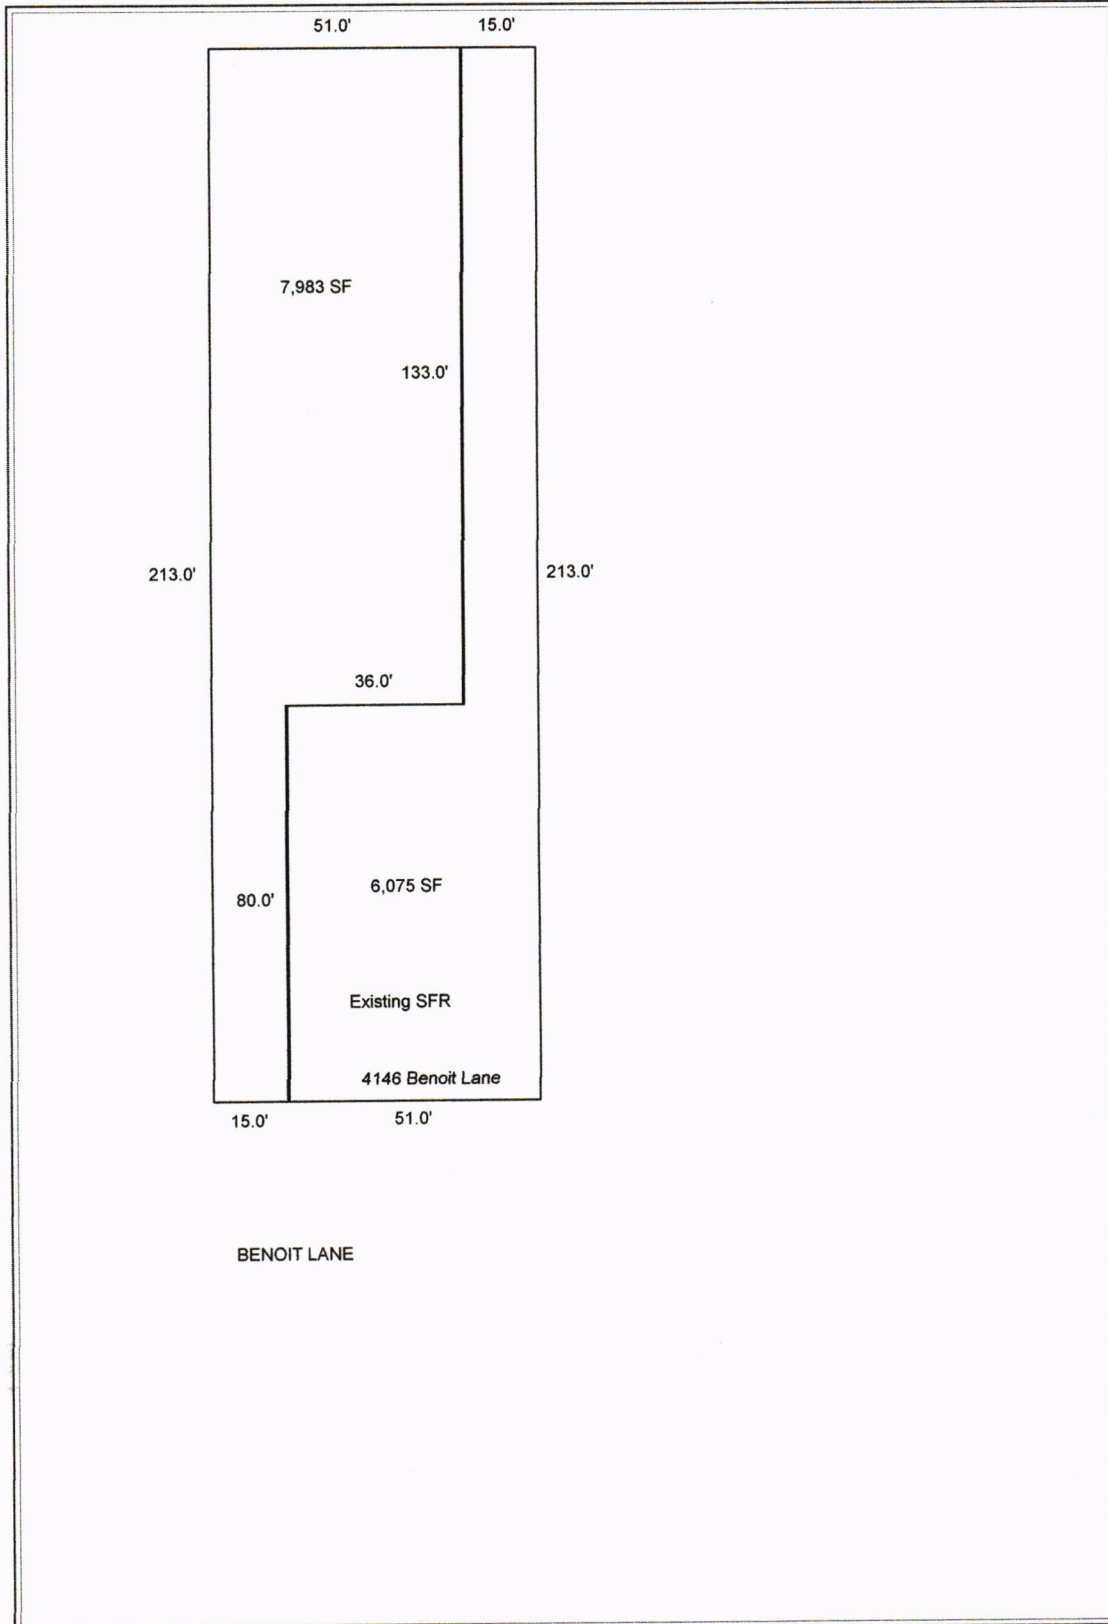 51.0' 15.0'
7,983 SF
133.0'
213.0' 213.0'
36.0'
6,075 SF
80.0'
Existing SFR
4146 Benoit Lane
15.0' 51.0'
BENOIT LANE